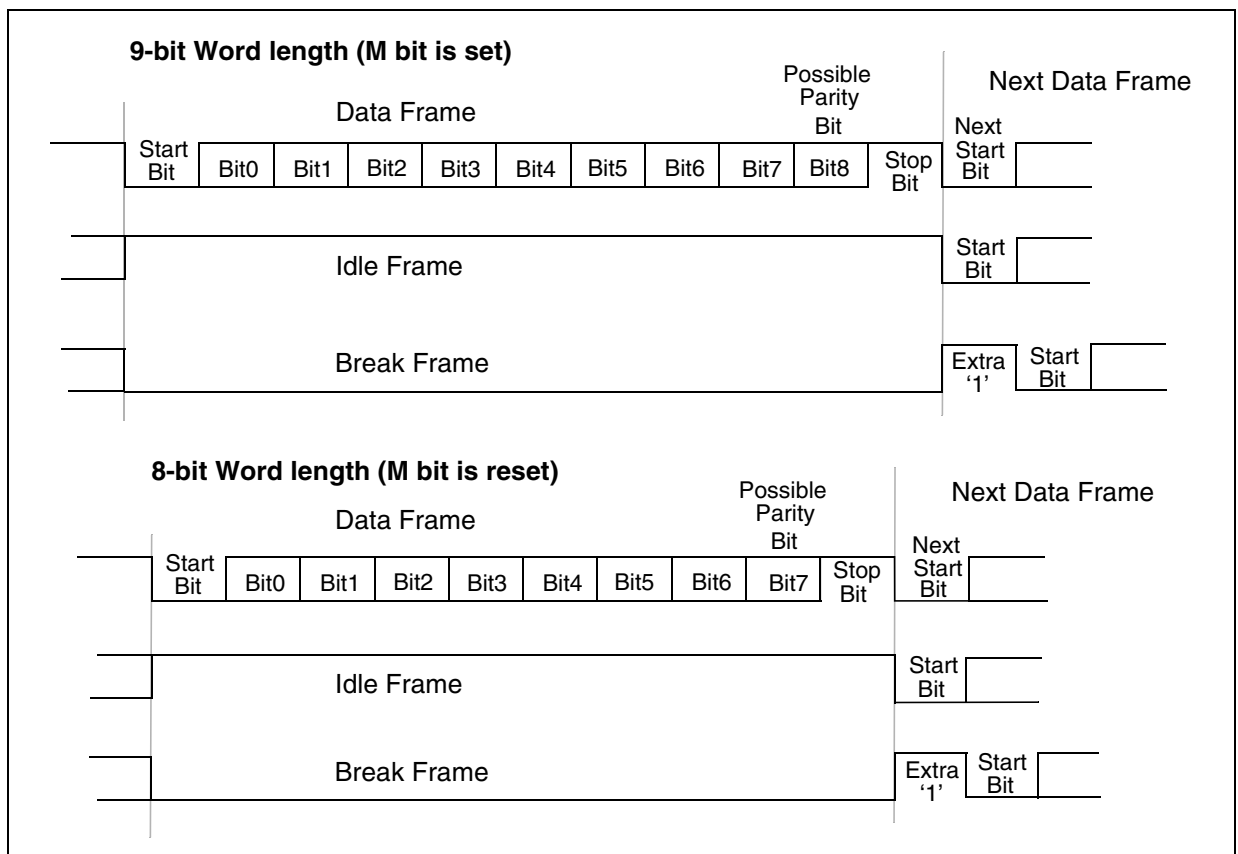 9-bit Word length (M bit is set)
Possible
Parity
Bit
Next Data Frame
Data Frame
Next
Start
Bit
Start
Bit
Bit0
Bit1
Bit2
Bit3
Bit4
Bit5
Bit6
Bit7
Bit8
Stop
Bit
Idle Frame
Start
Bit
Break Frame
Extra
‘1’
Start
Bit
8-bit Word length (M bit is reset)
Possible
Parity
Bit
Next Data Frame
Data Frame
Next
Start
Bit
Start
Bit
Bit0
Bit1
Bit2
Bit3
Bit4
Bit5
Bit6
Bit7
Stop
Bit
Idle Frame
Start
Bit
Break Frame
Extra
‘1’
Start
Bit